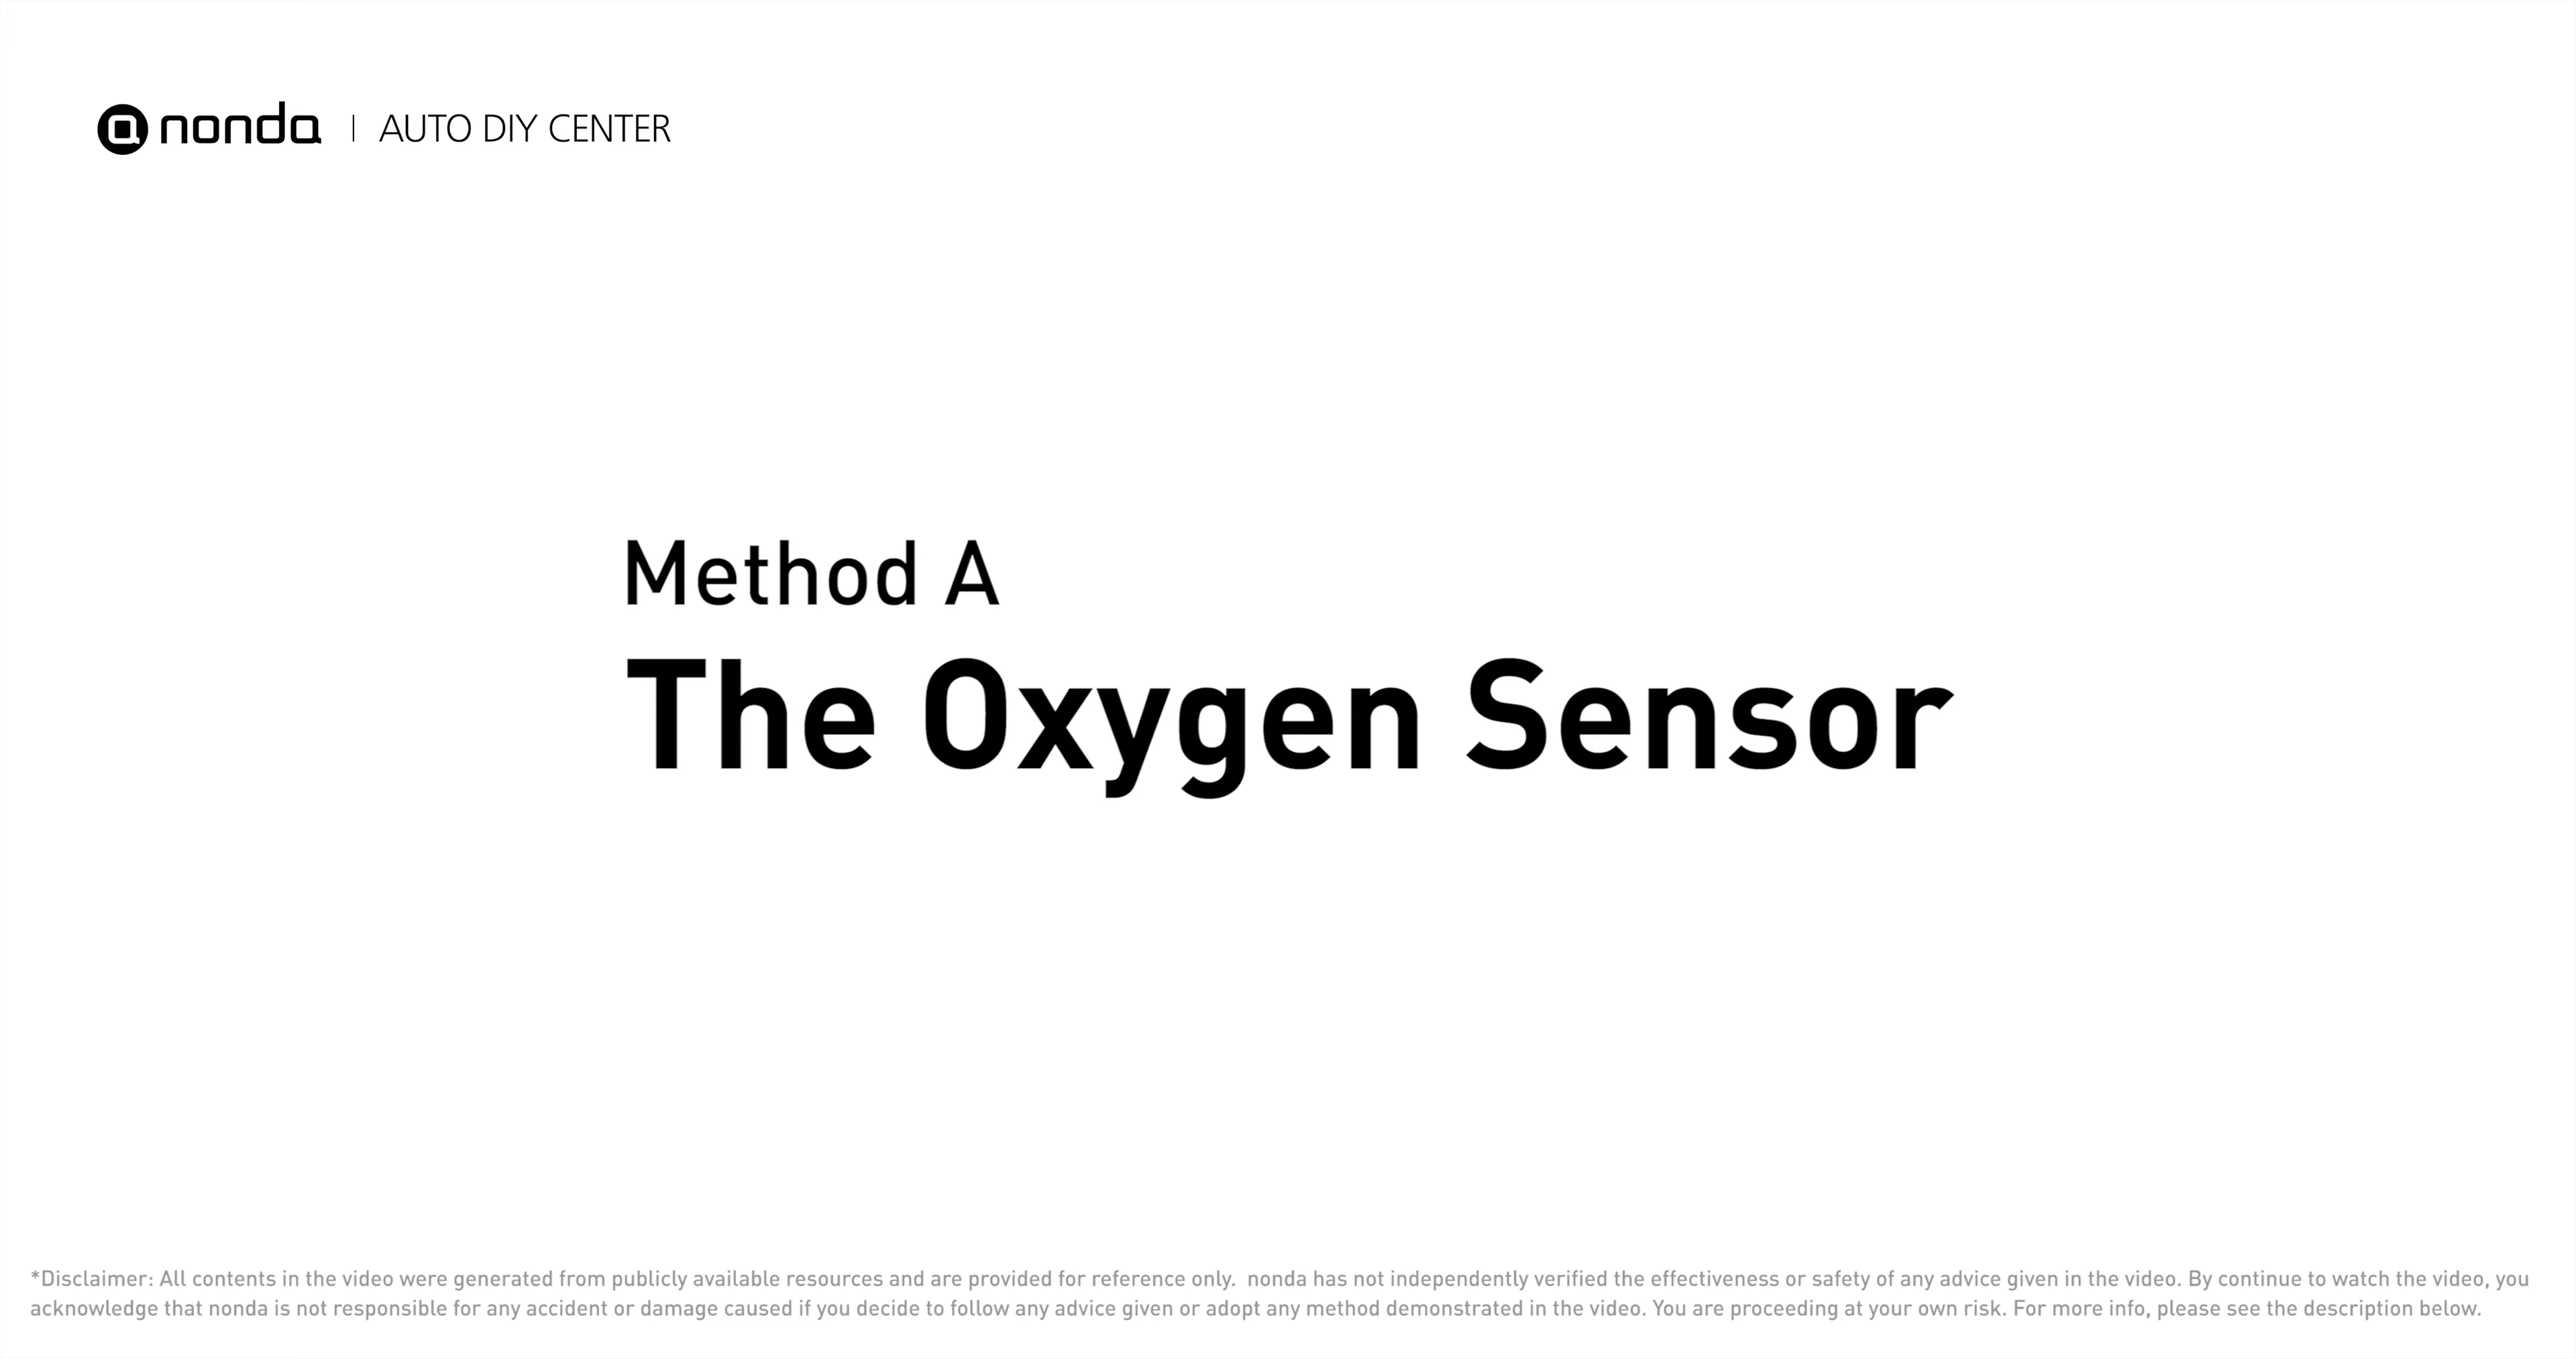 nonda | AUTO DIY CENTER
Method A
The Oxygen Sensor
*Disclaimer: All contents in the video were generated from publicly available resources and are provided for reference only. nonda has not independently verified the effectiveness or safety of any advice given in the video. By continue to watch the video, you
acknowledge that nonda is not responsible for any accident or damage caused if you decide to follow any advice given or adopt any method demonstrated in the video. You are proceeding at your own risk. For more info, please see the description below.